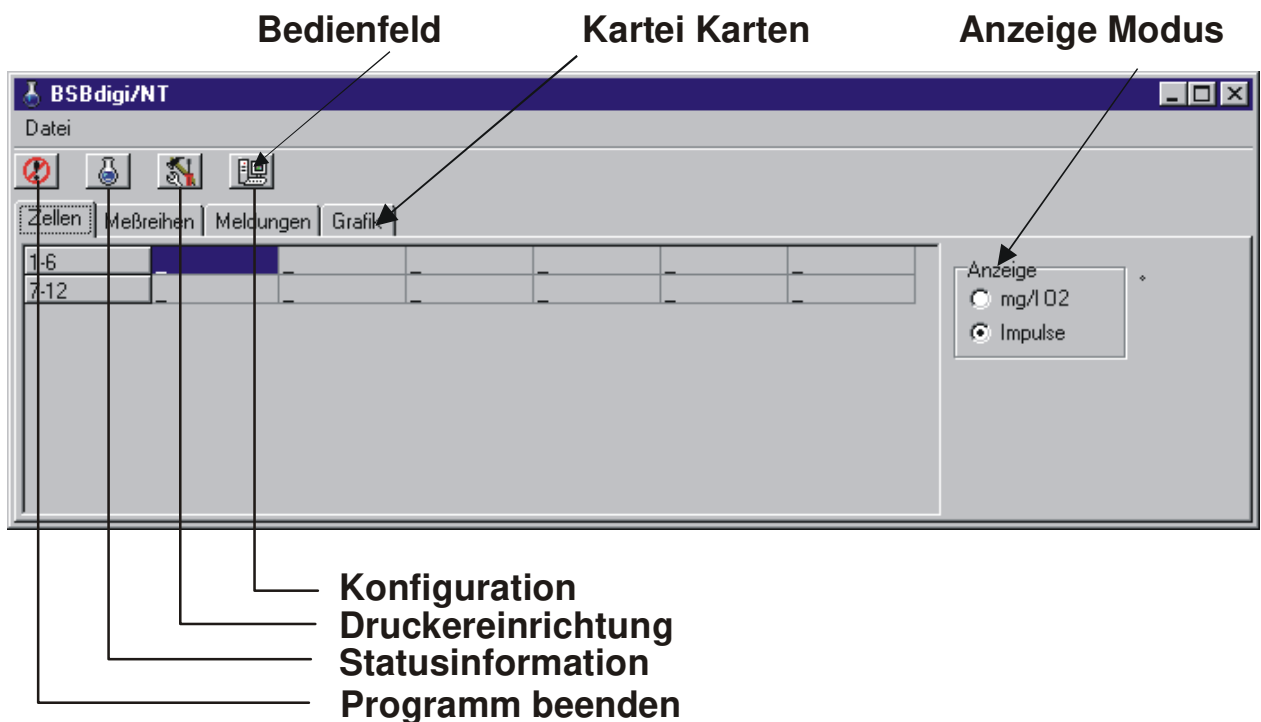 Bedienfeld Kartei Karten Anzeige Modus
BSBdigi/NT
Datei
Zellen Meßreihen Meldungen Grafik
1-6 _ _ _ _ _ _
7-12 _ _ _ _ _ _
Anzeige
mg/l O2
Impulse
Konfiguration
Druckereinrichtung
Statusinformation
Programm beenden